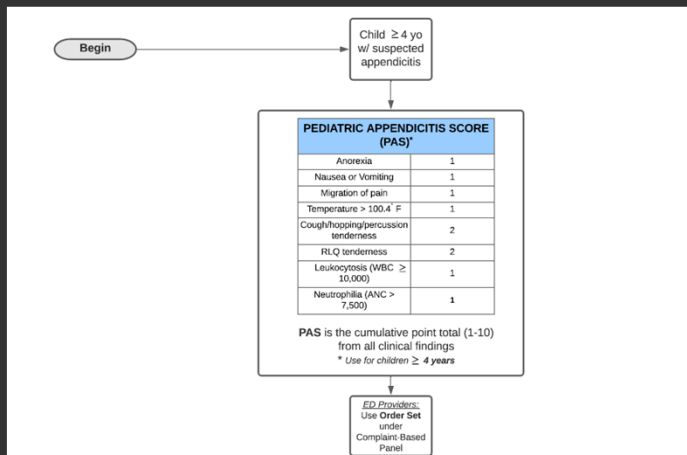 Begin
Child ≥ 4 yo
w/ suspected
appendicitis
PEDIATRIC APPENDICITIS SCORE
(PAS)*
Anorexia 1
Nausea or Vomiting 1
Migration of pain 1
Temperature > 100.4° F 1
Cough/hopping/percussion
tenderness 2
RLQ tenderness 2
Leukocytosis (WBC ≥
10,000) 1
Neutrophilia (ANC >
7,500) 1
PAS is the cumulative point total (1-10)
from all clinical findings
* Use for children ≥ 4 years
ED Providers:
Use Order Set
under
Complaint-Based
Panel